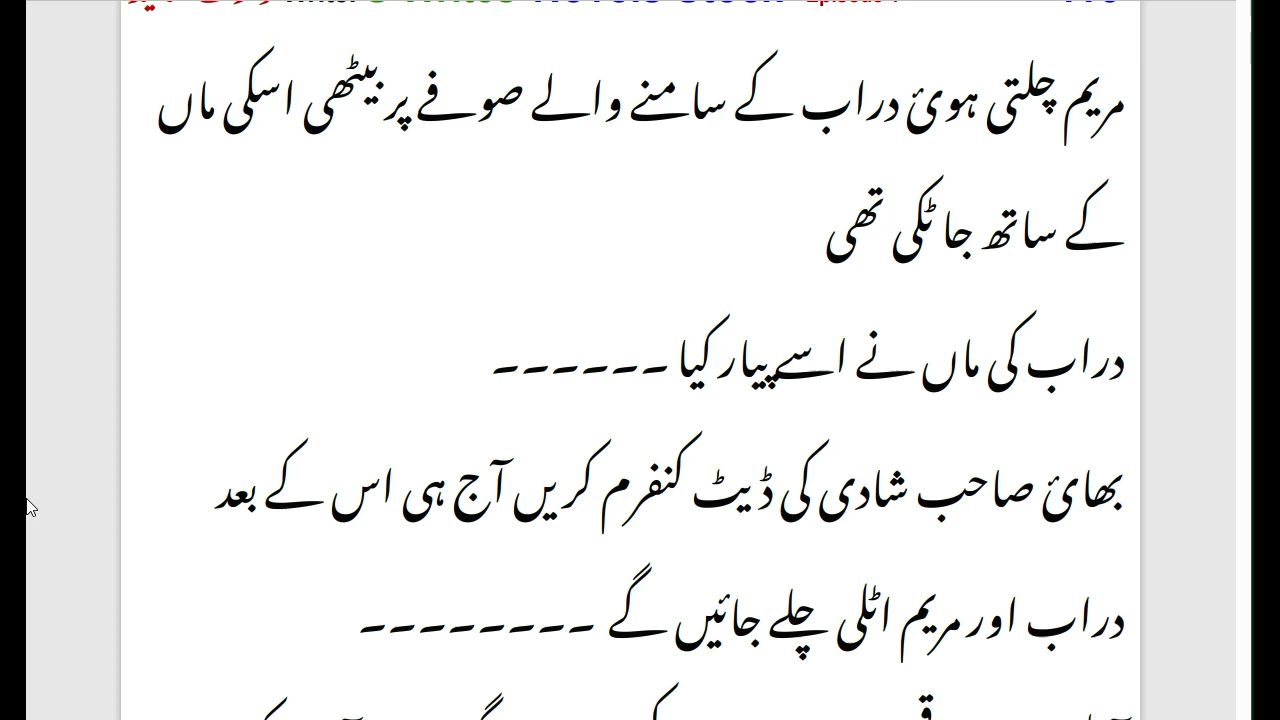 مریم چلتی ہوئ دراب کے سامنے والے صوفے پر بیٹھی اسکی ماں
کے ساتھ جا ٹکی تھی
دراب کی ماں نے اسے پیار کیا ۔۔۔۔۔۔
بھائ صاحب شادی کی ڈیٹ کنفرم کریں آج ہی اس کے بعد
دراب اور مریم اٹلی چلے جائیں گے ۔۔۔۔۔۔۔۔